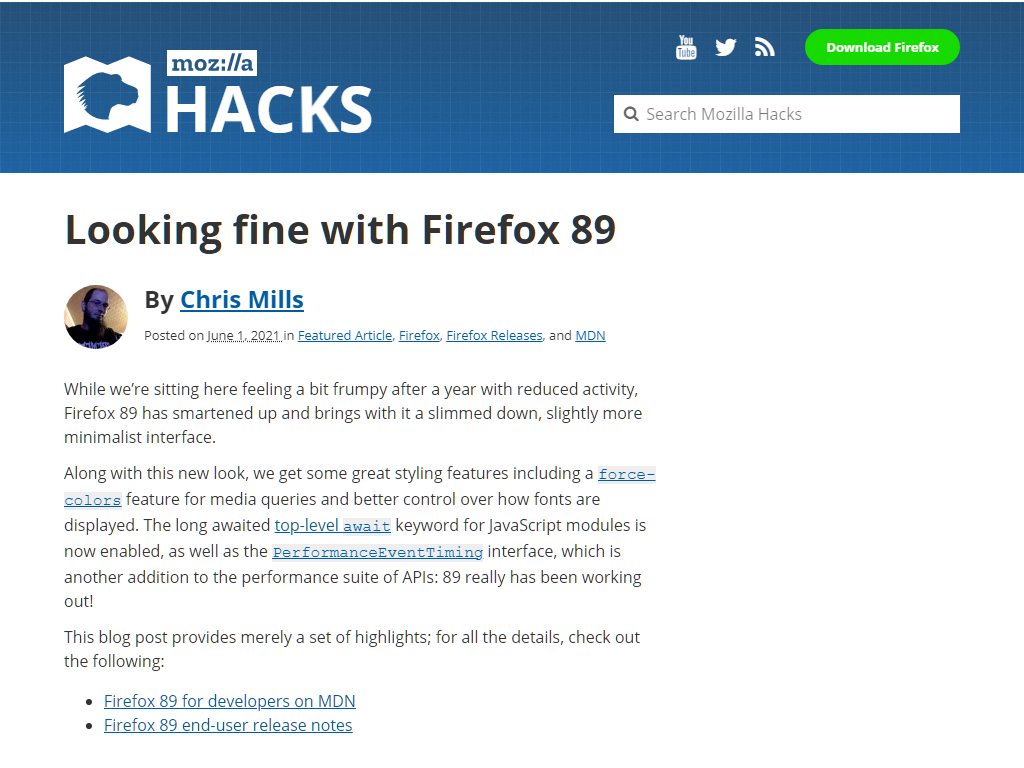 You
Tube
Download Firefox
moz://a
HACKS
Search Mozilla Hacks
Looking fine with Firefox 89
By Chris Mills
Posted on June 1, 2021 in Featured Article, Firefox, Firefox Releases, and MDN
While we’re sitting here feeling a bit frumpy after a year with reduced activity,
Firefox 89 has smartened up and brings with it a slimmed down, slightly more
minimalist interface.
Along with this new look, we get some great styling features including a force-
colors feature for media queries and better control over how fonts are
displayed. The long awaited top-level await keyword for JavaScript modules is
now enabled, as well as the PerformanceEventTiming interface, which is
another addition to the performance suite of APIs: 89 really has been working
out!
This blog post provides merely a set of highlights; for all the details, check out
the following:
• Firefox 89 for developers on MDN
• Firefox 89 end-user release notes